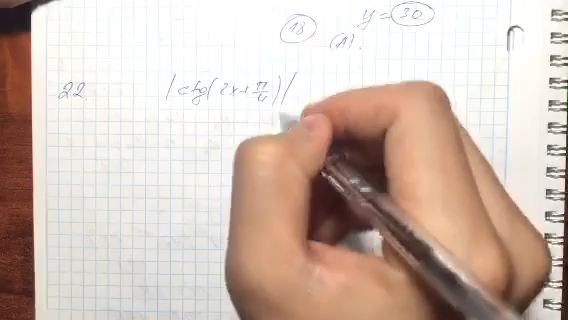 y = 30
18
(A).
22. |ctg(2x+π/4)|